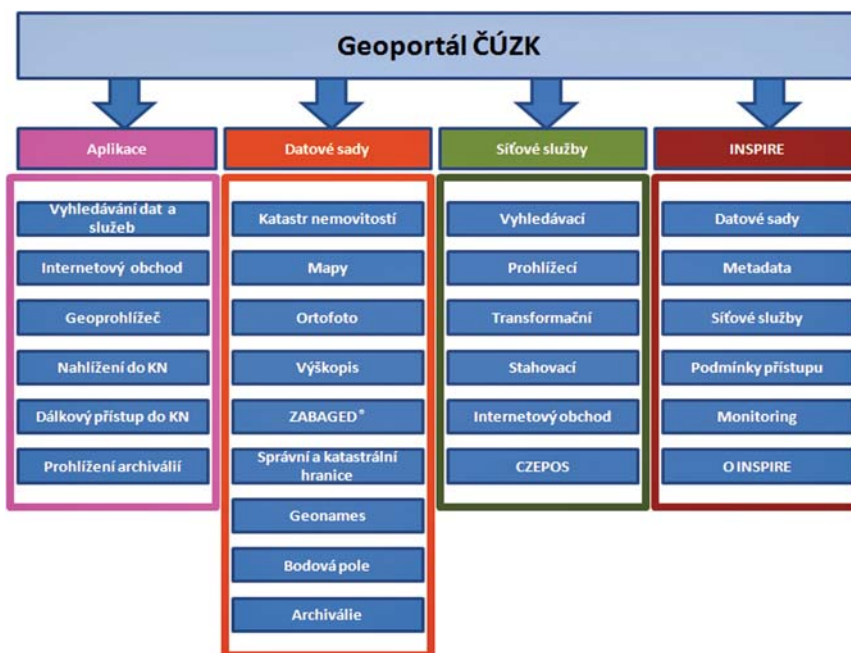 Geoportál ČÚZK
Aplikace
Vyhledávání dat a
služeb
Internetový obchod
Geoprohlížeč
Nahlížení do KN
Dálkový přístup do KN
Prohlížení archiválií
Datové sady
Katastr nemovitostí
Mapy
Ortofoto
Výškopis
ZABAGED®
Správní a katastrální
hranice
Geonames
Bodová pole
Archiválie
Síťové služby
Vyhledávací
Prohlížecí
Transformační
Stahovací
Internetový obchod
CZEPOS
INSPIRE
Datové sady
Metadata
Síťové služby
Podmínky přístupu
Monitoring
O INSPIRE